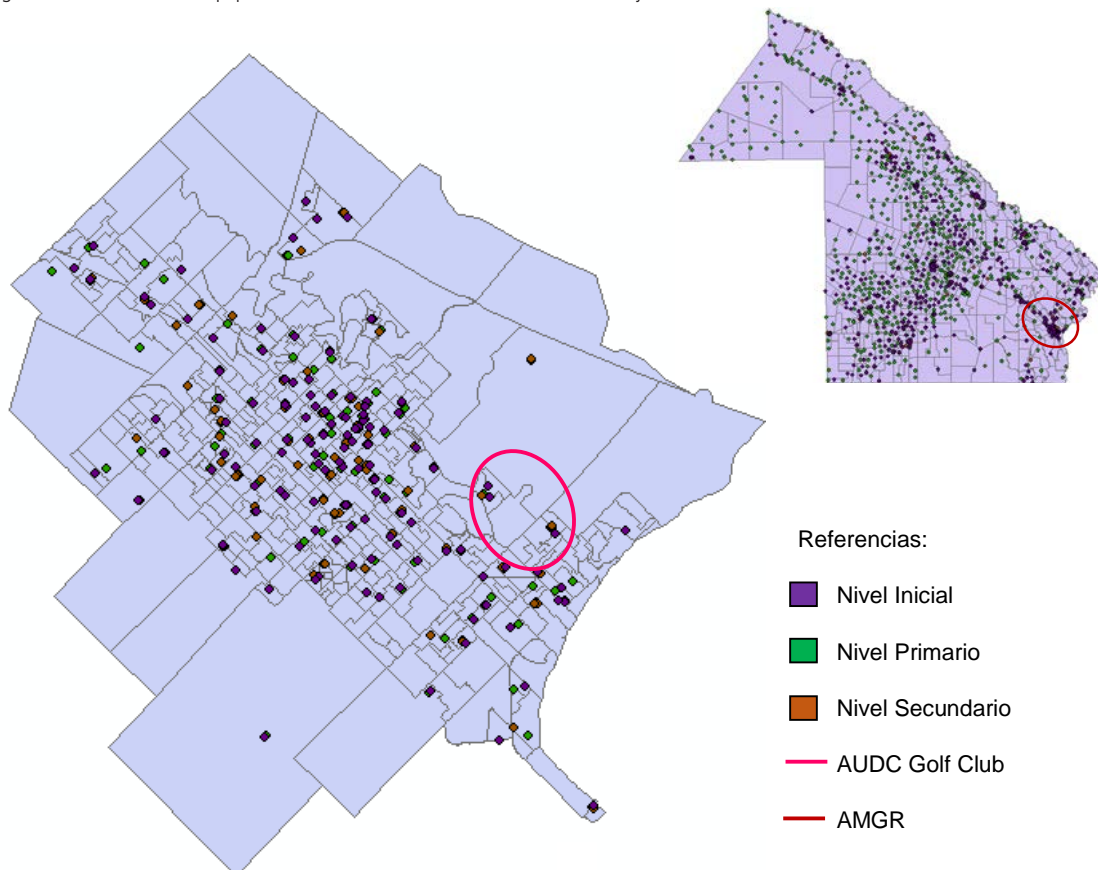 Referencias:
Nivel Inicial
Nivel Primario
Nivel Secundario
AUDC Golf Club
AMGR